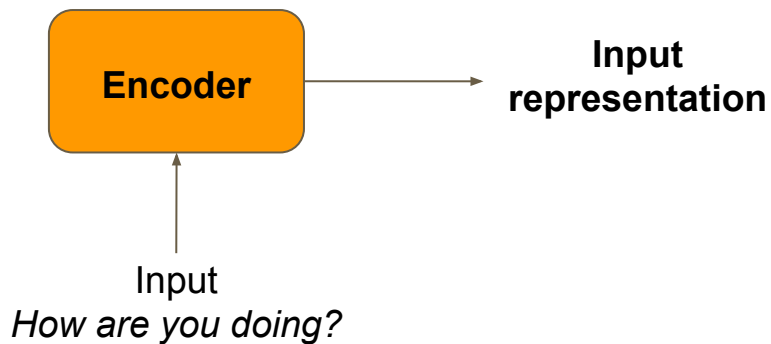 Encoder
Input
representation
Input
How are you doing?